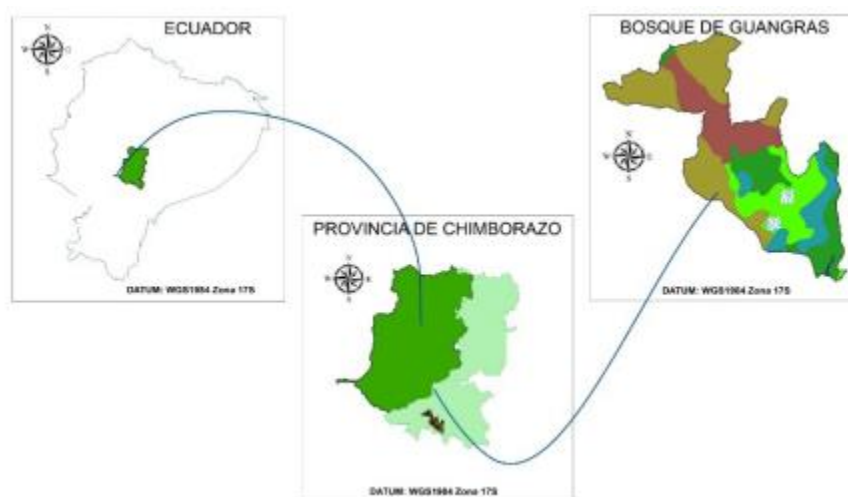 ECUADOR
N
S
DATUM: WGS1984 Zona 17S
PROVINCIA DE CHIMBORAZO
N
S
DATUM: WGS1984 Zona 17S
BOSQUE DE GUANGRAS
N
S
DATUM: WGS1984 Zona 17S